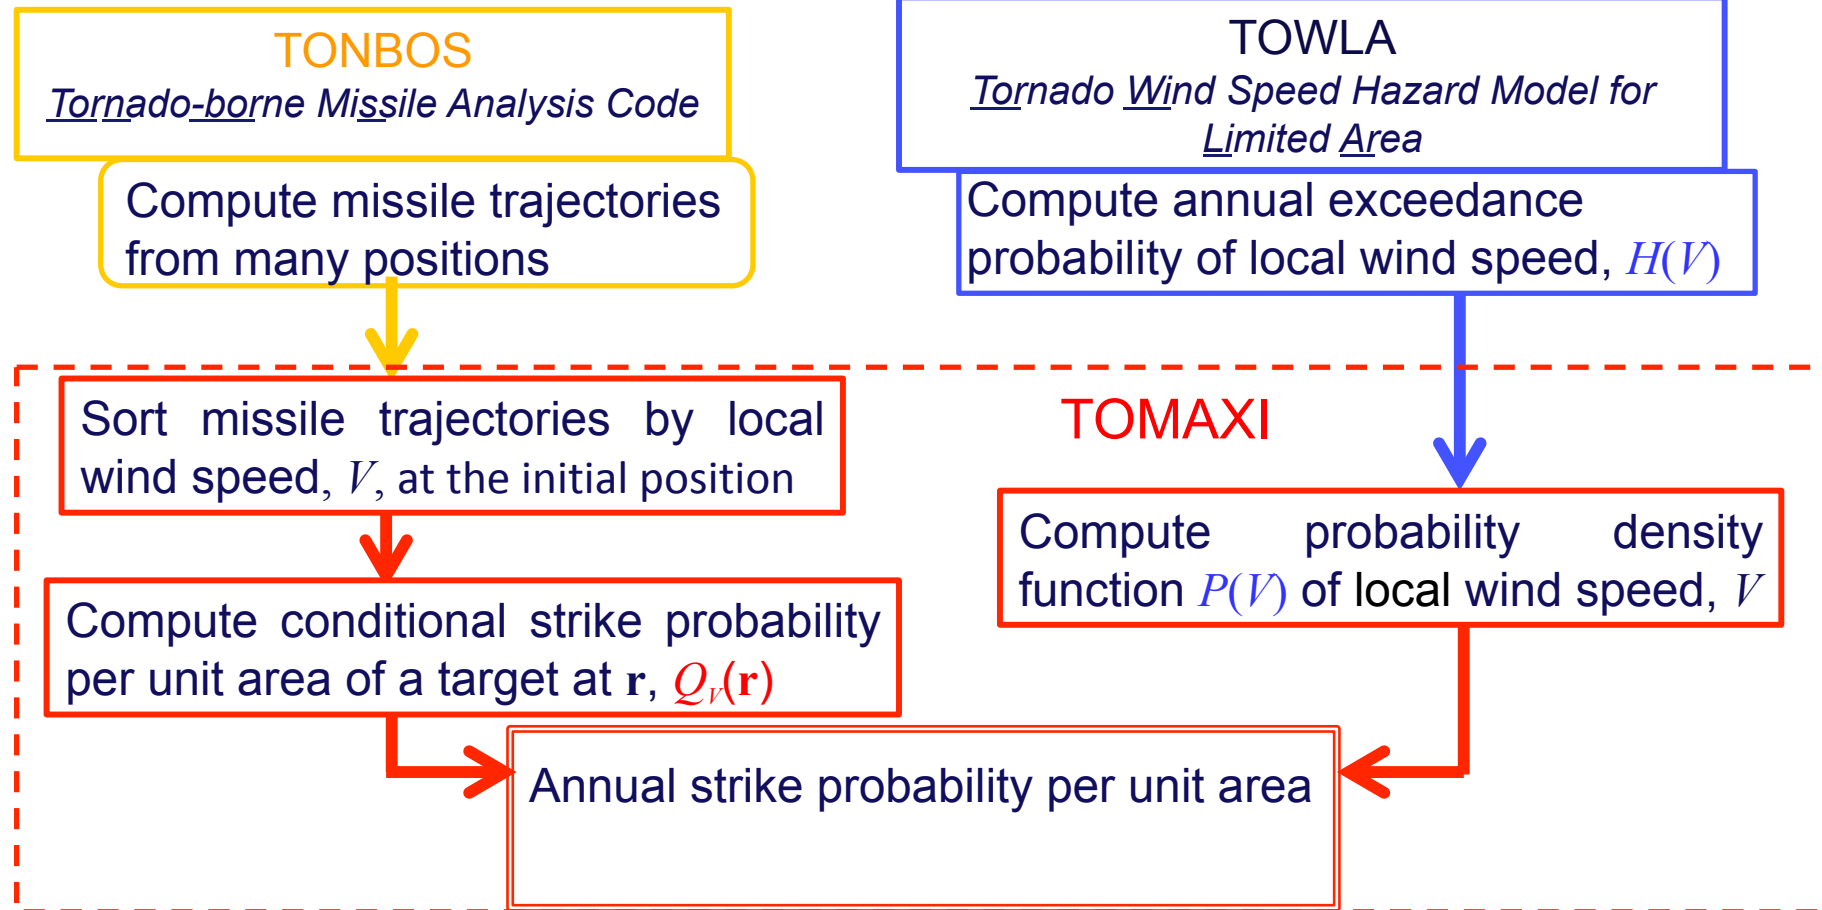 TONBOS
Tornado-borne Missile Analysis Code
Compute missile trajectories
from many positions
TOWLA
Tornado Wind Speed Hazard Model for
Limited Area
Compute annual exceedance
probability of local wind speed, H(V)
TOMAXI
Sort missile trajectories by local
wind speed, V, at the initial position
Compute conditional strike probability
per unit area of a target at r, Q_V(r)
Compute probability density
function P(V) of local wind speed, V
Annual strike probability per unit area